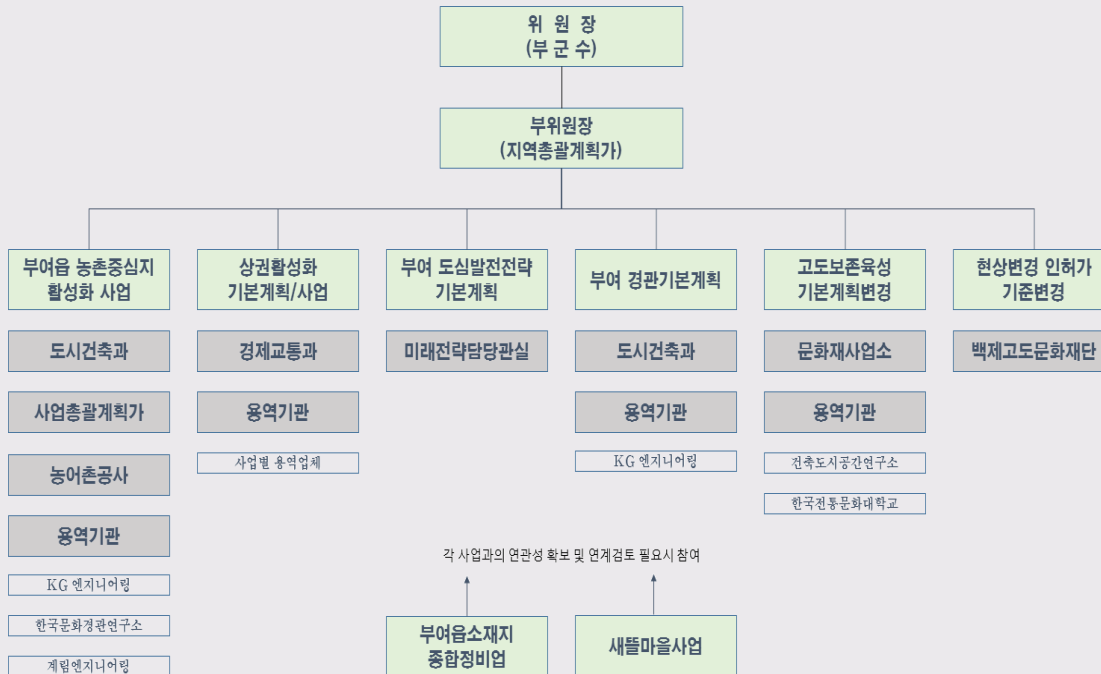 위 원 장
(부 군 수)
부위원장
(지역총괄계획가)
부여읍 농촌중심지
활성화 사업
도시건축과
사업총괄계획가
농어촌공사
용역기관
KG 엔지니어링
한국문화경관연구소
계림엔지니어링
상권활성화
기본계획/사업
경제교통과
용역기관
사업별 용역업체
부여 도심발전전략
기본계획
미래전략담당관실
부여 경관기본계획
도시건축과
용역기관
KG 엔지니어링
고도보존육성
기본계획변경
문화재사업소
용역기관
건축도시공간연구소
한국전통문화대학교
현상변경 인허가
기준변경
백제고도문화재단
각 사업과의 연관성 확보 및 연계검토 필요시 참여
부여읍소재지
종합정비업
새뜰마을사업